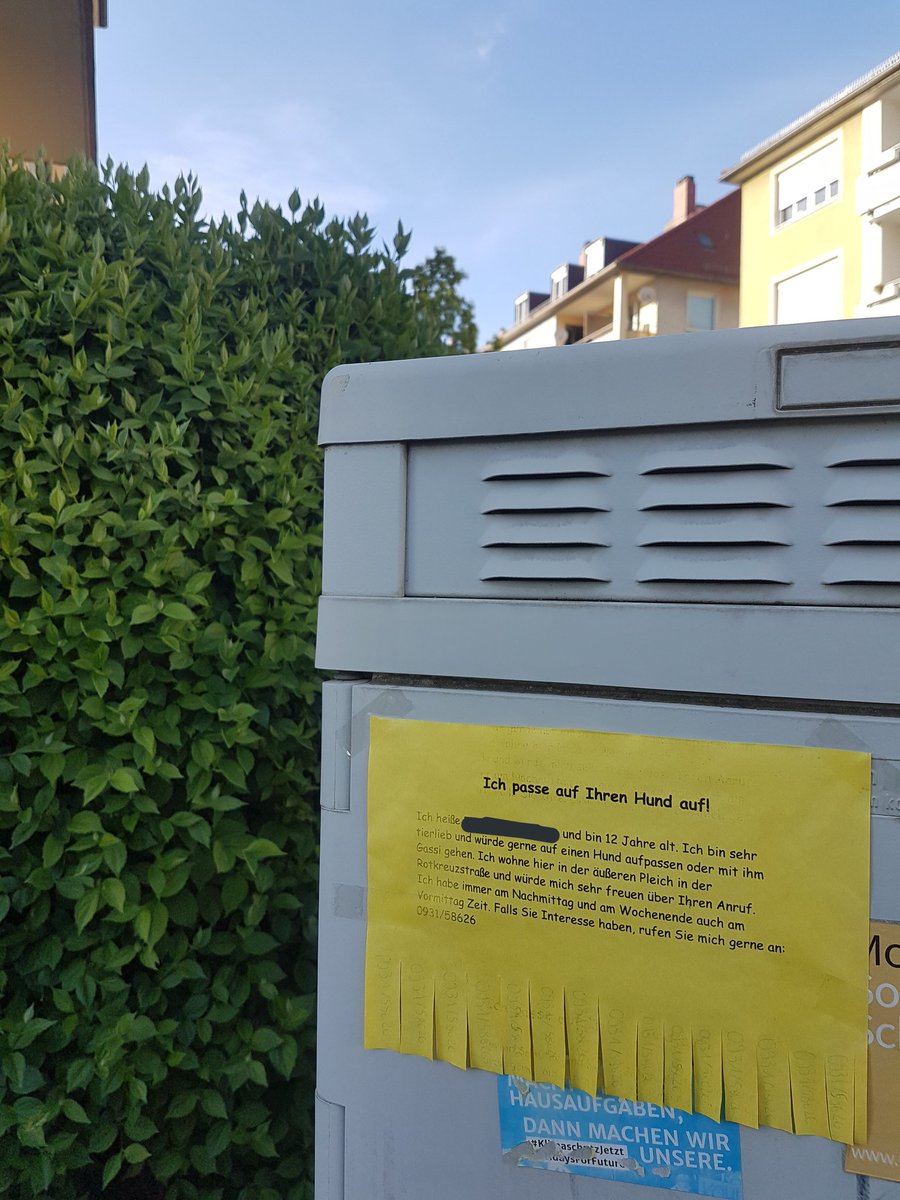 Ich passe auf Ihren Hund auf!
Ich heiße und bin 12 Jahre alt. Ich bin sehr
tierlieb und würde gerne auf einen Hund aufpassen oder mit ihm
Gassi gehen. Ich wohne hier in der äußeren Pleich in der
Rotkreuzstraße und würde mich sehr freuen über Ihren Anruf.
Ich habe immer am Nachmittag und am Wochenende auch am
Vormittag Zeit. Falls Sie Interesse haben, rufen Sie mich gerne an:
0931/58626
HAUSAUFGABEN,
DANN MACHEN WIR
#KlimaschutzJetzt
UNSERE.
www.